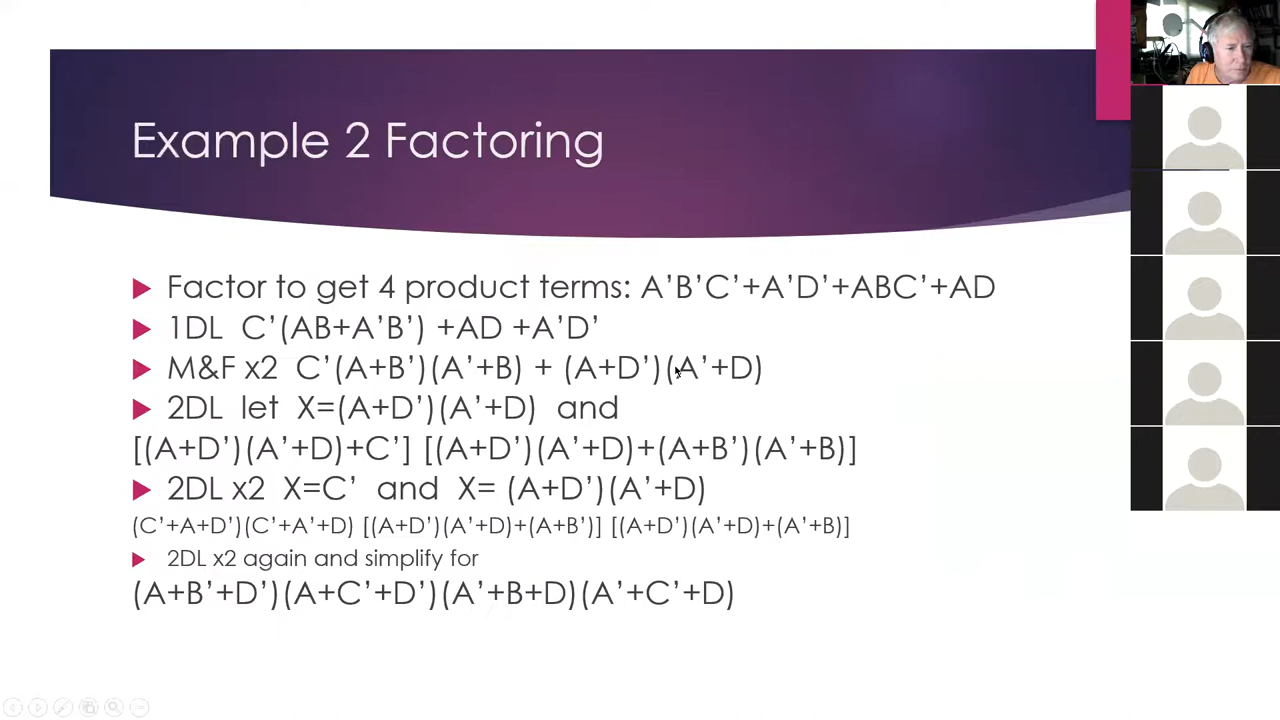 Example 2 Factoring
Factor to get 4 product terms: A’B’C’+A’D’+ABC’+AD
1DL C’(AB+A’B’) +AD +A’D’
M&F x2 C’(A+B’)(A’+B) + (A+D’)(A’+D)
2DL let X=(A+D’)(A’+D) and
[(A+D’)(A’+D)+C’] [(A+D’)(A’+D)+(A+B’)(A’+B)]
2DL x2 X=C’ and X= (A+D’)(A’+D)
(C’+A+D’)(C’+A’+D) [(A+D’)(A’+D)+(A+B’)] [(A+D’)(A’+D)+(A’+B)]
2DL x2 again and simplify for
(A+B’+D’)(A+C’+D’)(A’+B+D)(A’+C’+D)